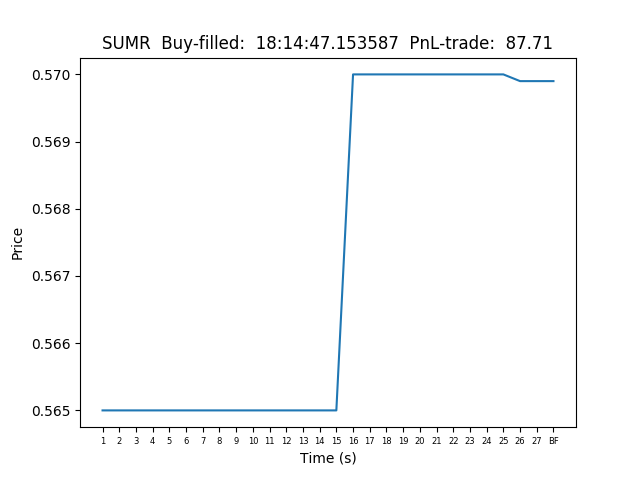 SUMR  Buy-filled:  18:14:47.153587  PnL-trade:  87.71
0.570
0.569
0.568
0.567
0.566
0.565
Price
1 2 3 4 5 6 7 8 9 10 11 12 13 14 15 16 17 18 19 20 21 22 23 24 25 26 27 BF
Time (s)